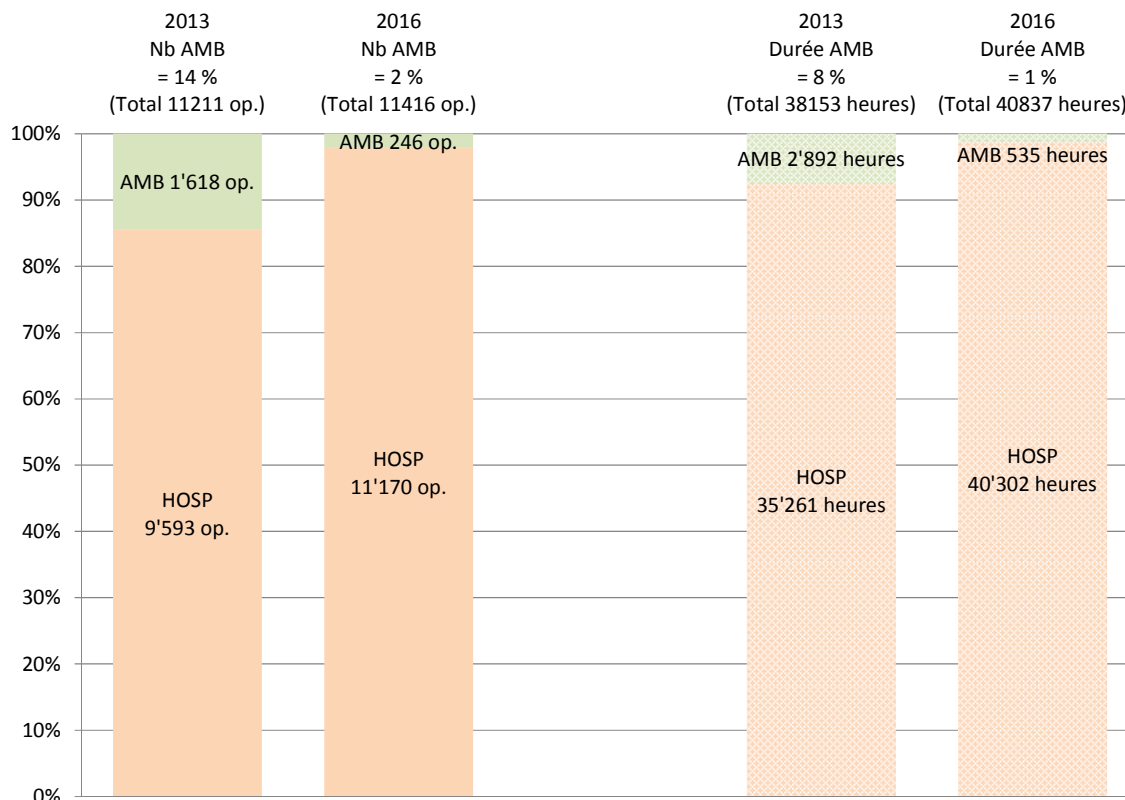 2013
Nb AMB
= 14 %
(Total 11211 op.)
2016
Nb AMB
= 2 %
(Total 11416 op.)
2013
Durée AMB
= 8 %
(Total 38153 heures)
2016
Durée AMB
= 1 %
(Total 40837 heures)
100%
90%
80%
70%
60%
50%
40%
30%
20%
10%
0%
AMB 1'618 op.
HOSP
9'593 op.
AMB 246 op.
HOSP
11'170 op.
AMB 2'892 heures
HOSP
35'261 heures
AMB 535 heures
HOSP
40'302 heures